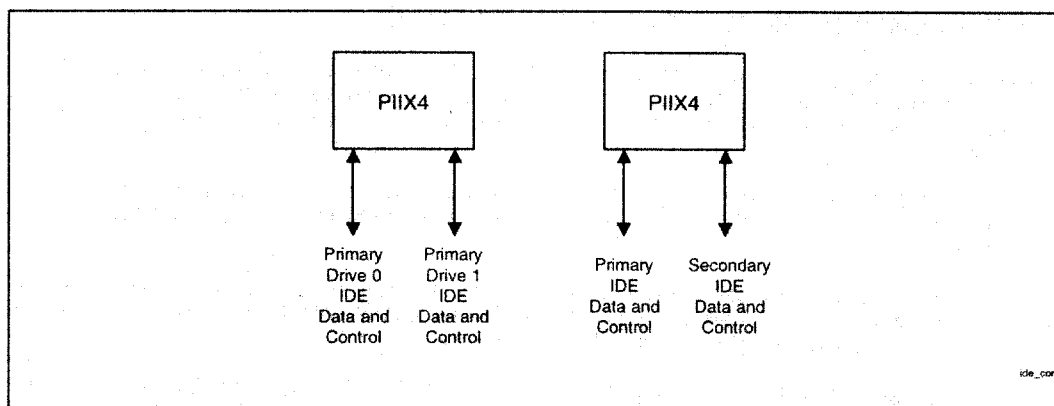 PIIX4
PIIX4
Primary
Drive 0
IDE
Data and
Control
Primary
Drive 1
IDE
Data and
Control
Primary
IDE
Data and
Control
Secondary
IDE
Data and
Control
ide_con